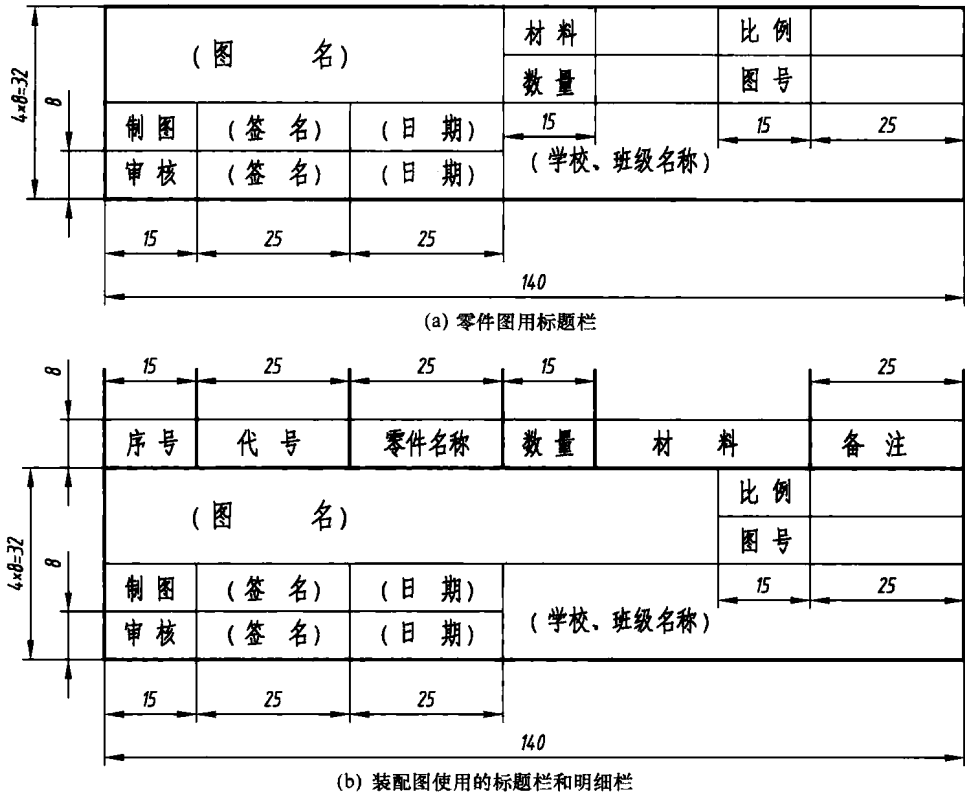 (图 名) 材料 比例
4×8=32
8
数量 图号
制图 (签 名) (日 期) 15 15 25
审核 (签 名) (日 期) (学校、班级名称)
15 25 25
140
(a) 零件图用标题栏
8 15 25 25 15 25
序号 代 号 零件名称 数量 材 料 备 注
(图 名) 比例
4×8=32
8
图号
制图 (签 名) (日 期) 15 25
审核 (签 名) (日 期) (学校、班级名称)
15 25 25
140
(b) 装配图使用的标题栏和明细栏